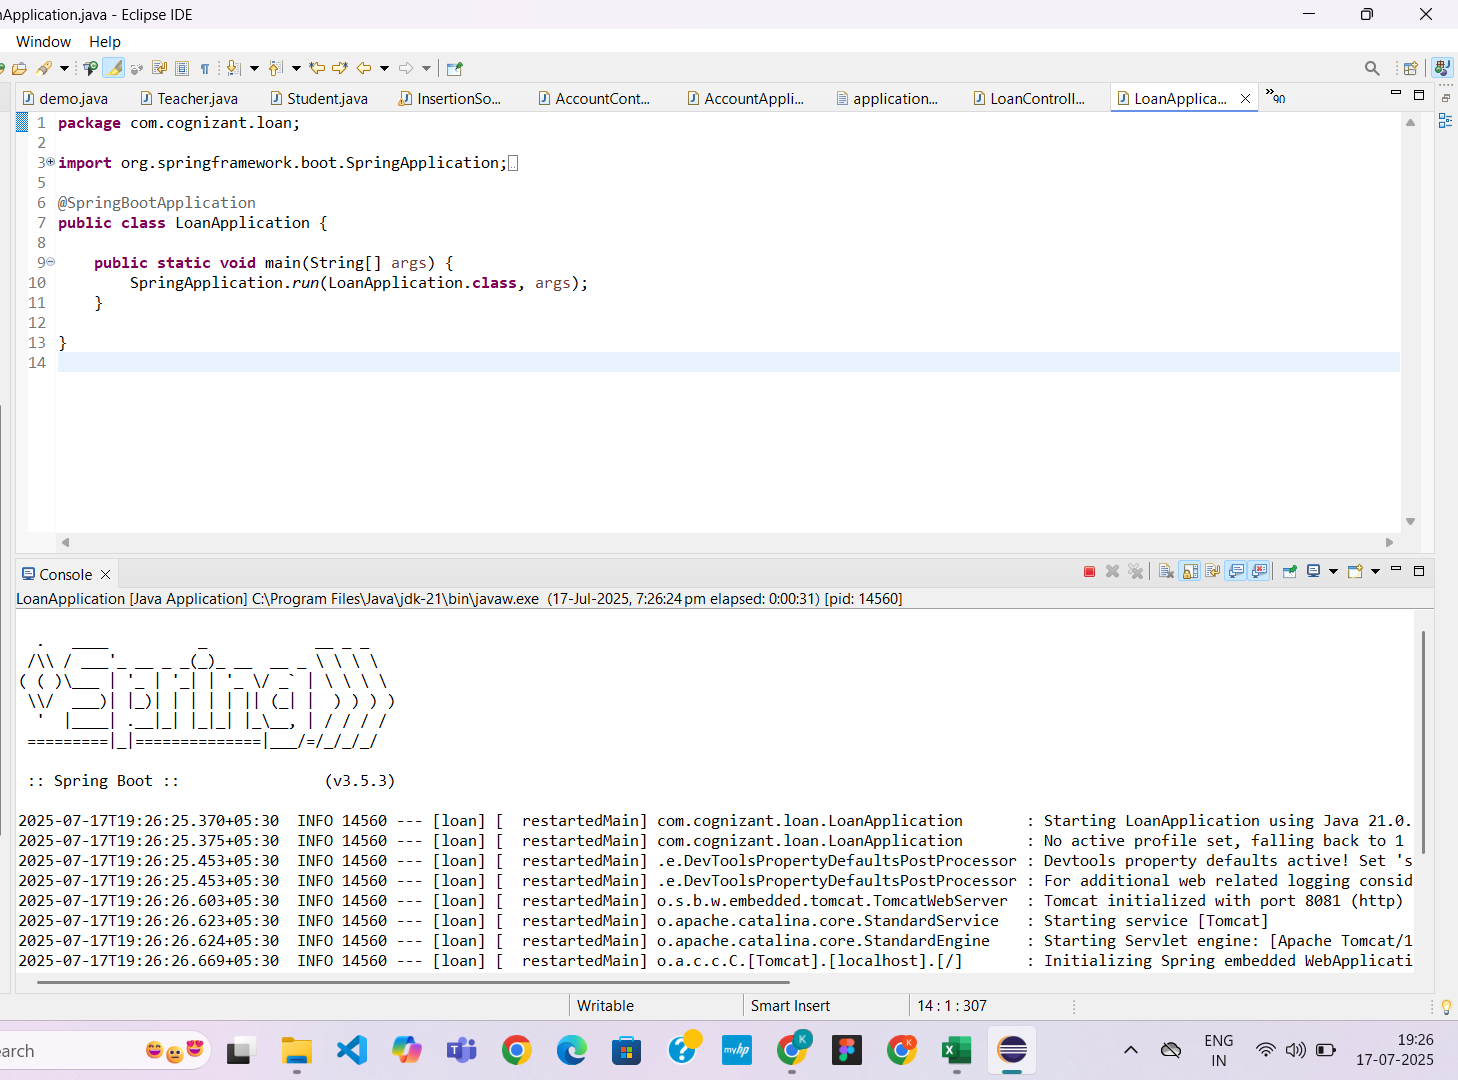 nApplication.java - Eclipse IDE
Window Help
demo.java Teacher.java Student.java InsertionSo... AccountCont... AccountAppli... application... LoanControll... LoanApplica... »90
1 package com.cognizant.loan;
2
3 import org.springframework.boot.SpringApplication;
5
6 @SpringBootApplication
7 public class LoanApplication {
8
9 public static void main(String[] args) {
10 SpringApplication.run(LoanApplication.class, args);
11 }
12
13 }
14
Console
LoanApplication [Java Application] C:\Program Files\Java\jdk-21\bin\javaw.exe (17-Jul-2025, 7:26:24 pm elapsed: 0:00:31) [pid: 14560]
  .   ____          _            __ _ _
 /\\ / ___'_ __ _ _(_)_ __  __ _ \ \ \ \
( ( )\___ | '_ | '_| | '_ \/ _` | \ \ \ \
 \\/  ___)| |_)| | | | | || (_| |  ) ) ) )
  '  |____| .__|_| |_|_| |_\__, | / / / /
 =========|_|==============|___/=/_/_/_/
:: Spring Boot :: (v3.5.3)
2025-07-17T19:26:25.370+05:30 INFO 14560 --- [loan] [ restartedMain] com.cognizant.loan.LoanApplication : Starting LoanApplication using Java 21.0.
2025-07-17T19:26:25.375+05:30 INFO 14560 --- [loan] [ restartedMain] com.cognizant.loan.LoanApplication : No active profile set, falling back to 1
2025-07-17T19:26:25.453+05:30 INFO 14560 --- [loan] [ restartedMain] .e.DevToolsPropertyDefaultsPostProcessor : Devtools property defaults active! Set 's
2025-07-17T19:26:25.453+05:30 INFO 14560 --- [loan] [ restartedMain] .e.DevToolsPropertyDefaultsPostProcessor : For additional web related logging consid
2025-07-17T19:26:26.603+05:30 INFO 14560 --- [loan] [ restartedMain] o.s.b.w.embedded.tomcat.TomcatWebServer : Tomcat initialized with port 8081 (http)
2025-07-17T19:26:26.623+05:30 INFO 14560 --- [loan] [ restartedMain] o.apache.catalina.core.StandardService : Starting service [Tomcat]
2025-07-17T19:26:26.624+05:30 INFO 14560 --- [loan] [ restartedMain] o.apache.catalina.core.StandardEngine : Starting Servlet engine: [Apache Tomcat/1
2025-07-17T19:26:26.669+05:30 INFO 14560 --- [loan] [ restartedMain] o.a.c.c.C.[Tomcat].[localhost].[/] : Initializing Spring embedded WebApplicati
Writable Smart Insert 14 : 1 : 307
earch
myhp
K
K
ENG
IN
19:26
17-07-2025